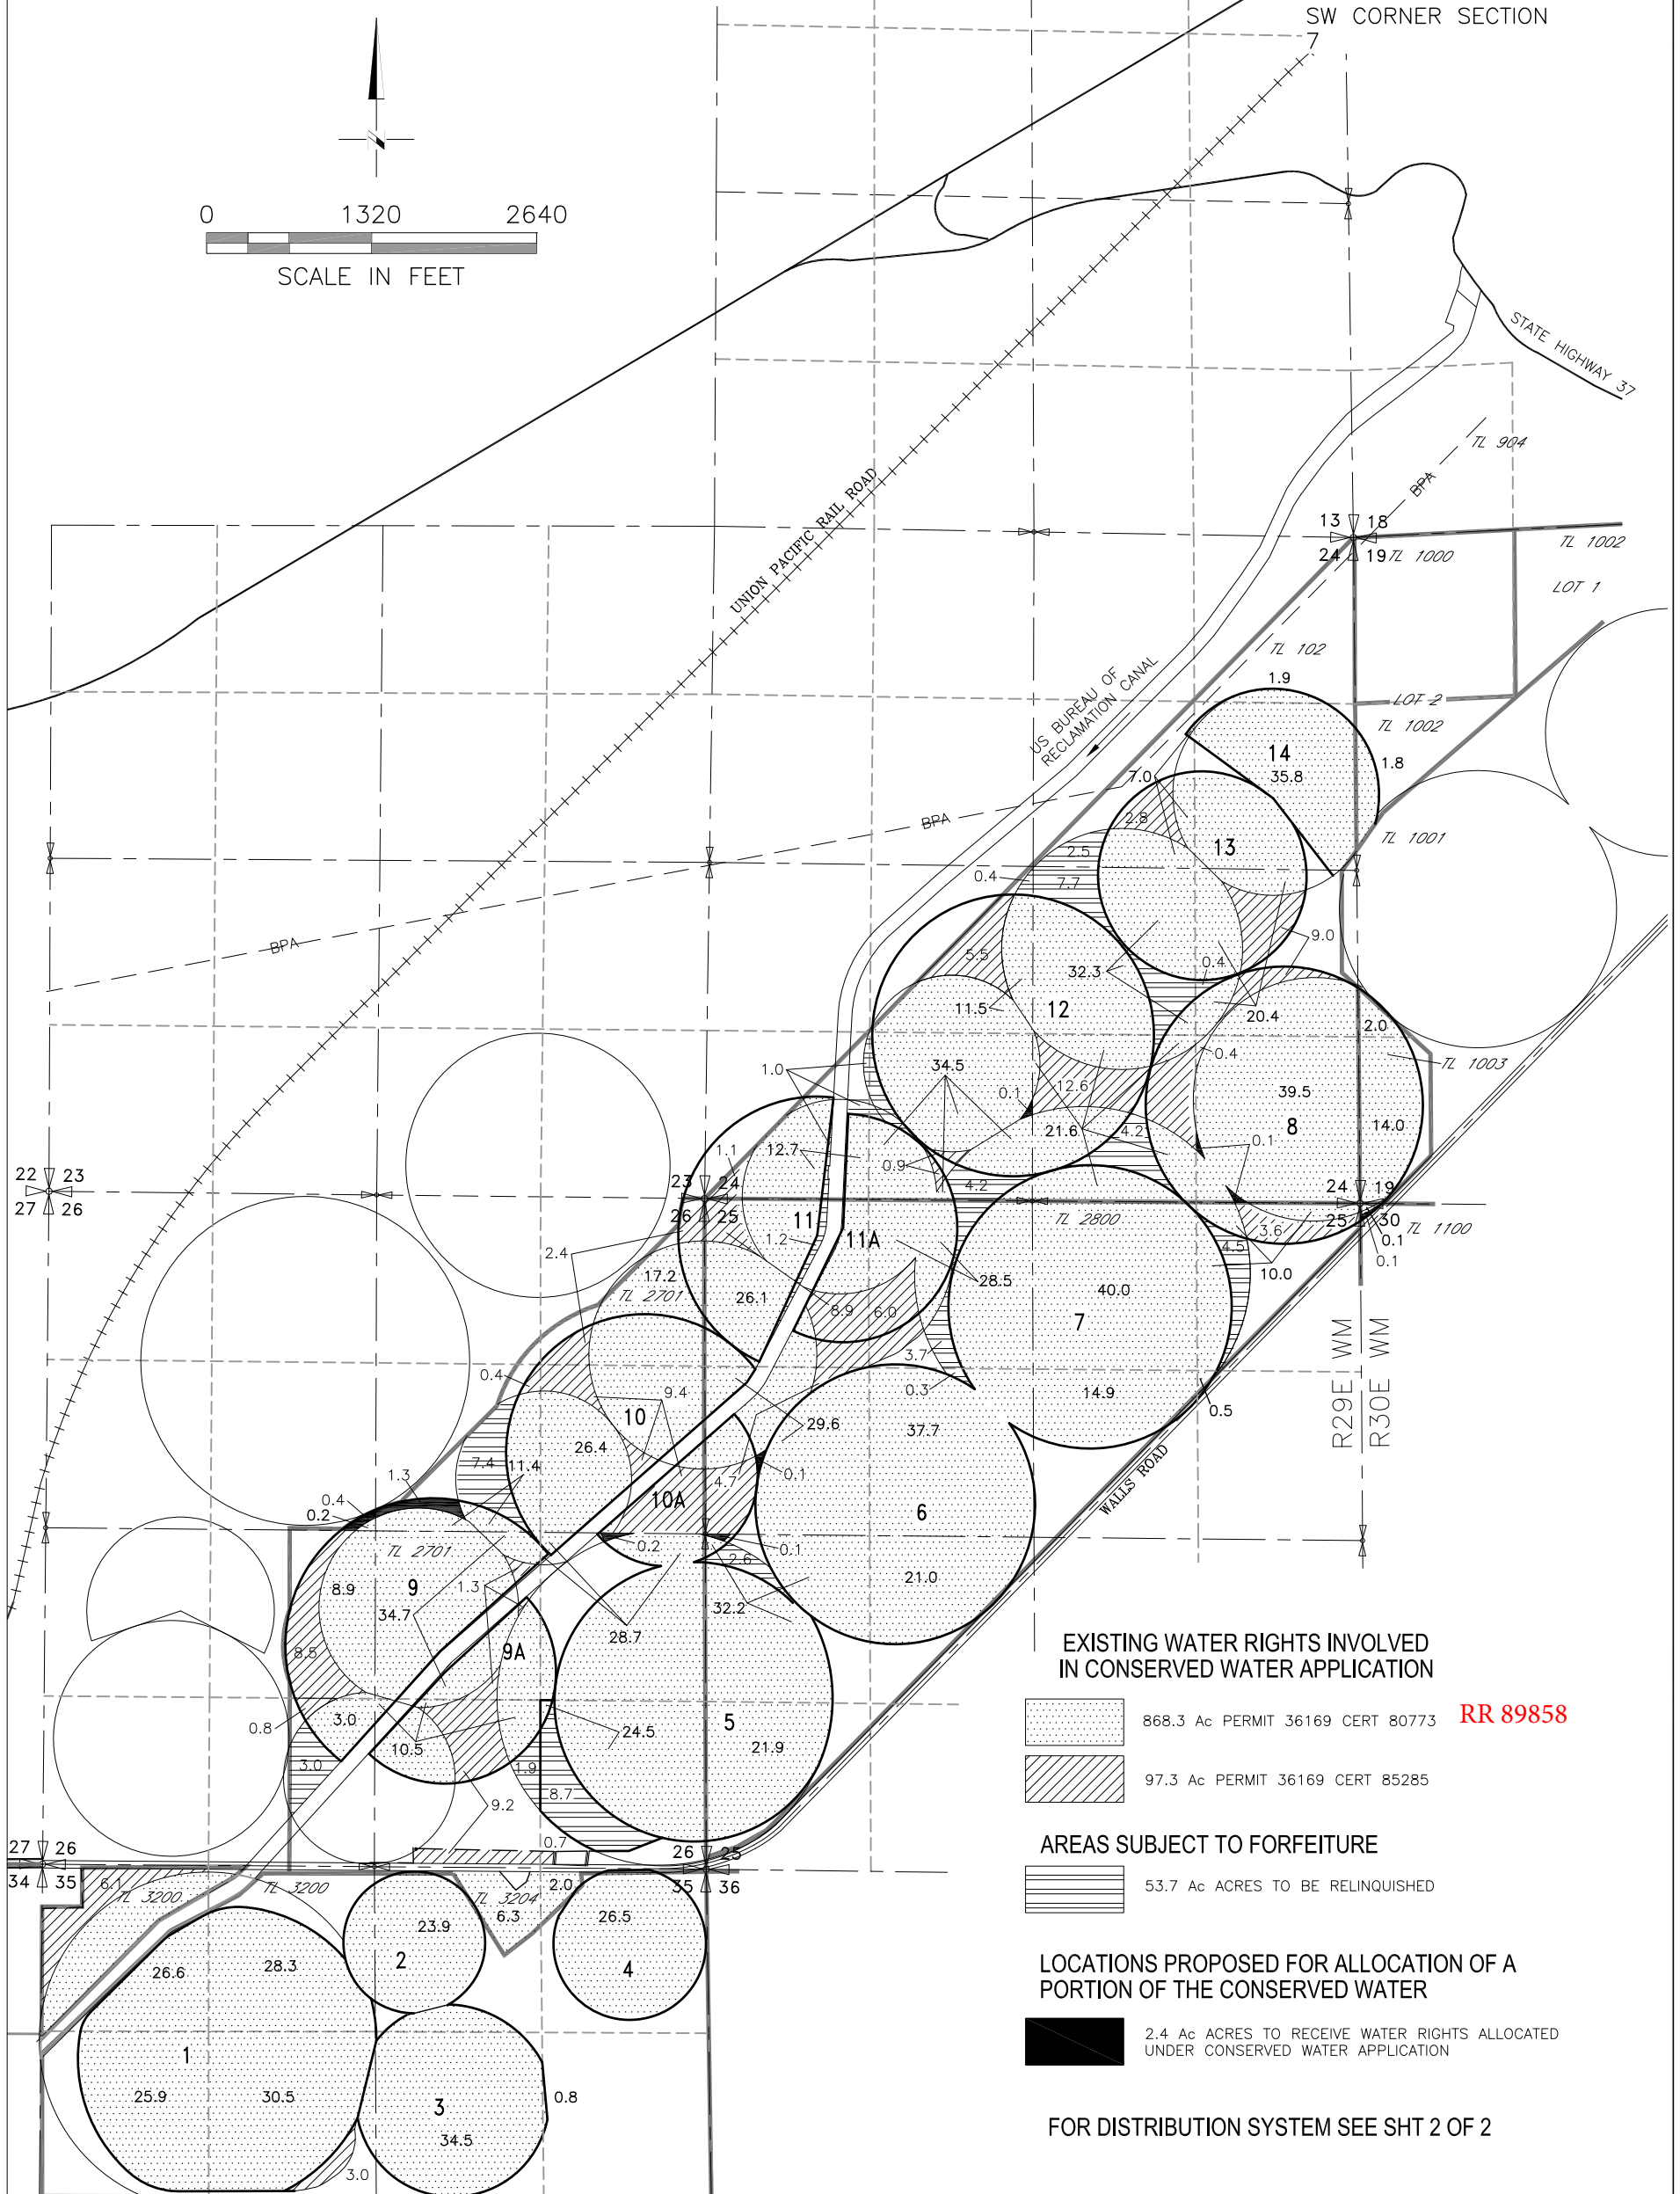 SW CORNER SECTION
7
N
0 1320 2640
SCALE IN FEET
STATE HIGHWAY 37
TL 904
BPA
UNION PACIFIC RAIL ROAD
13 18
24 19
TL 1000
TL 1002
LOT 1
TL 102
US BUREAU OF
RECLAMATION CANAL
1.9
LOT 2
TL 1002
14
35.8
1.8
7.0
2.8
BPA
13
TL 1001
2.5
0.4
7.7
BPA
5.5
32.3
0.4
9.0
11.5
12
20.4
2.0
0.4
TL 1003
1.0
34.5
0.1
12.6
39.5
21.6
4.2
8
14.0
0.1
1.1
12.7
0.9
22 23
27 26
23 24
26 25
4.2
24 19
25 30
TL 2800
TL 1100
11
1.2
11A
3.6
0.1
0.1
2.4
4.5
10.0
17.2
28.5
TL 2701
26.1
8.9
6.0
40.0
7
R29E WM
R30E WM
3.7
0.4
9.4
0.3
14.9
0.5
10
29.6
37.7
26.4
7.4
11.4
WALLS ROAD
1.3
4.7
0.1
0.4
10A
0.2
6
TL 2701
0.2
0.1
2.6
8.9
9
1.3
21.0
34.7
32.2
28.7
9A
8.5
EXISTING WATER RIGHTS INVOLVED
IN CONSERVED WATER APPLICATION
868.3 Ac PERMIT 36169 CERT 80773 RR 89858
97.3 Ac PERMIT 36169 CERT 85285
0.8
3.0
10.5
24.5
5
21.9
3.0
1.9
8.7
9.2
0.7
27 26
34 35
26 25
35 36
AREAS SUBJECT TO FORFEITURE
53.7 Ac ACRES TO BE RELINQUISHED
6.1
TL 3200
TL 3200
TL 3204
2.0
6.3
23.9
26.5
2
4
26.6
28.3
LOCATIONS PROPOSED FOR ALLOCATION OF A
PORTION OF THE CONSERVED WATER
2.4 Ac ACRES TO RECEIVE WATER RIGHTS ALLOCATED
UNDER CONSERVED WATER APPLICATION
1
25.9
30.5
3
0.8
34.5
3.0
FOR DISTRIBUTION SYSTEM SEE SHT 2 OF 2